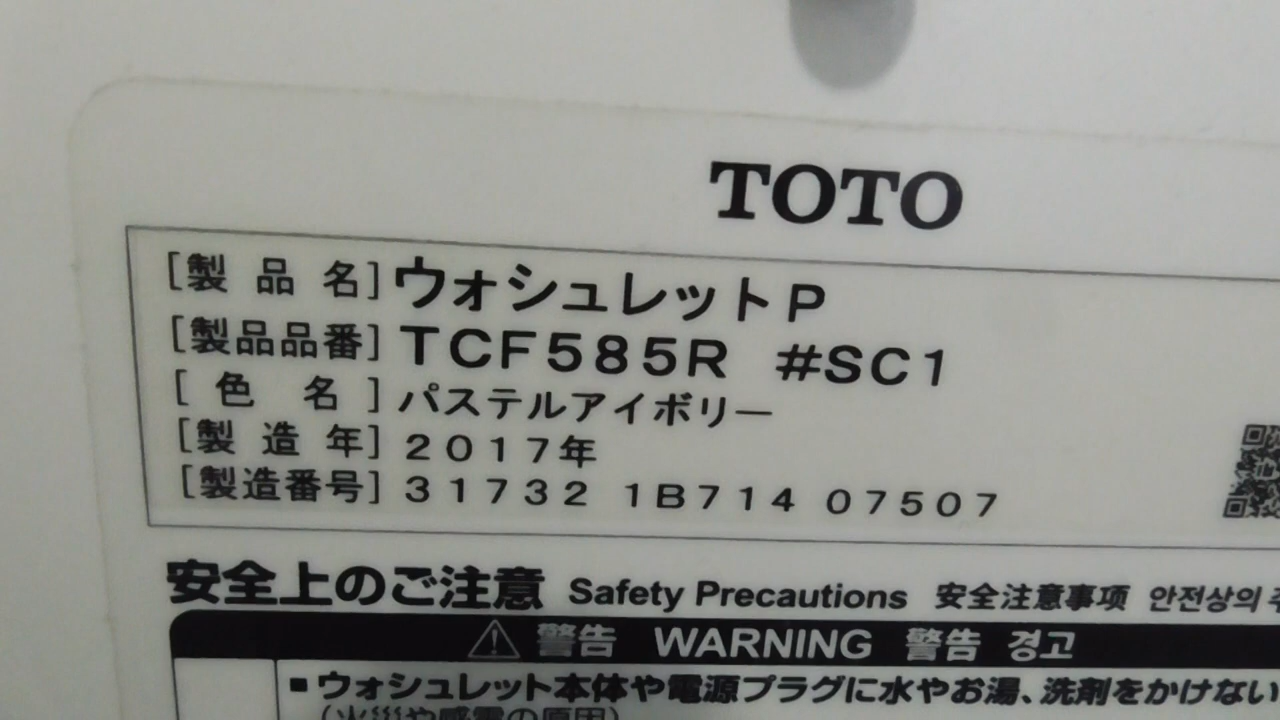 TOTO
[製品名]ウォシュレットP
[製品品番]TCF585R #SC1
[色名]パステルアイボリー
[製造年]2017年
[製造番号]31732 1B714 07507
安全上のご注意 Safety Precautions 安全注意事项 안전상의
警告 WARNING 警告 경고
■ウォシュレット本体や電源プラグに水やお湯、洗剤をかけない